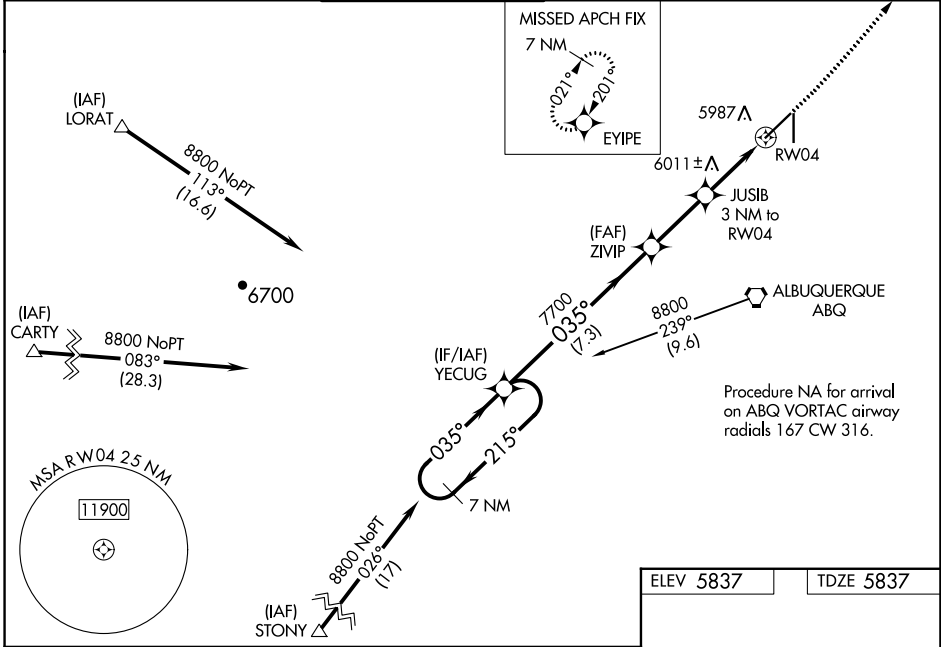 MISSED APCH FIX
7 NM
021°
201°
EYIPE
(IAF)
LORAT
8800 NoPT
113°
(16.6)
5987
RW04
6011±
JUSIB
3 NM to
RW04
(FAF)
ZIVIP
6700
ALBUQUERQUE
ABQ
8800
239°
(9.6)
7700
035°
(7.3)
(IAF)
CARTY
8800 NoPT
083°
(28.3)
(IF/IAF)
YECUG
Procedure NA for arrival
on ABQ VORTAC airway
radials 167 CW 316.
035°
215°
7 NM
MSA RW04 25 NM
11900
8800 NoPT
026°
(17)
(IAF)
STONY
ELEV 5837
TDZE 5837